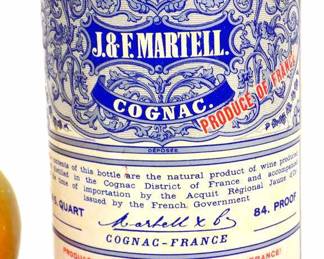 J.&F. MARTELL.
COGNAC.
PRODUCE OF FRANCE
DÉPOSÉE
contents of this bottle are the natural product of wine produced
distilled in the Cognac District of France and accompanied
time of importation by the Acquit Régional Jaune d'Or
issued by the French Government
QUART
Martell & Co
84. PROOF
COGNAC-FRANCE